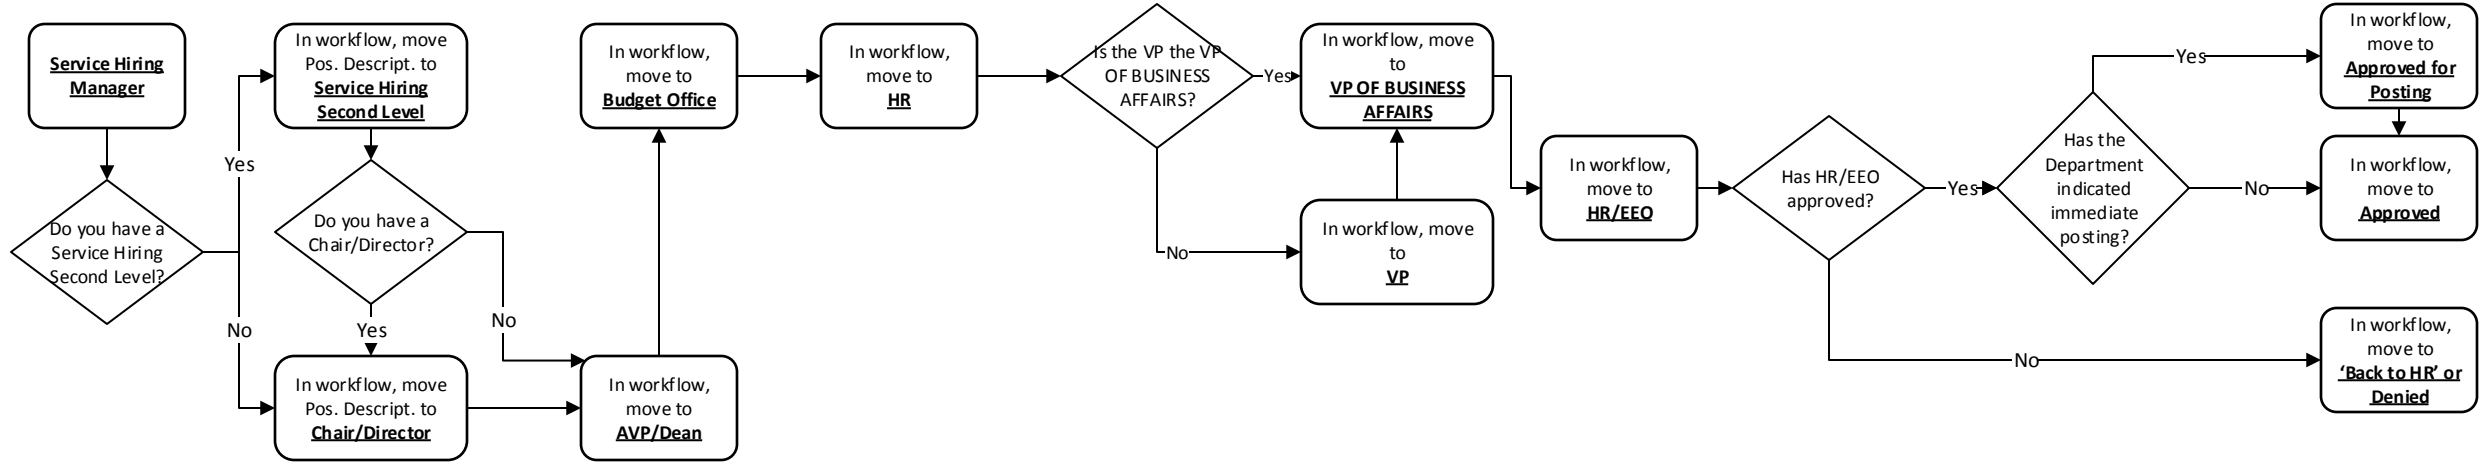 Service Hiring
Manager
Do you have a
Service Hiring
Second Level?
Yes
No
In workflow, move
Pos. Descript. to
Service Hiring
Second Level
Do you have a
Chair/Director?
Yes
No
In workflow, move
Pos. Descript. to
Chair/Director
In workflow,
move to
AVP/Dean
In workflow,
move to
Budget Office
In workflow,
move to
HR
Is the VP the VP
OF BUSINESS
AFFAIRS?
Yes
No
In workflow, move
to
VP OF BUSINESS
AFFAIRS
In workflow, move
to
VP
In workflow,
move to
HR/EEO
Has HR/EEO
approved?
Yes
No
Has the
Department
indicated
immediate
posting?
Yes
No
In workflow,
move to
Approved for
Posting
In workflow,
move to
Approved
In workflow,
move to
‘Back to HR’ or
Denied